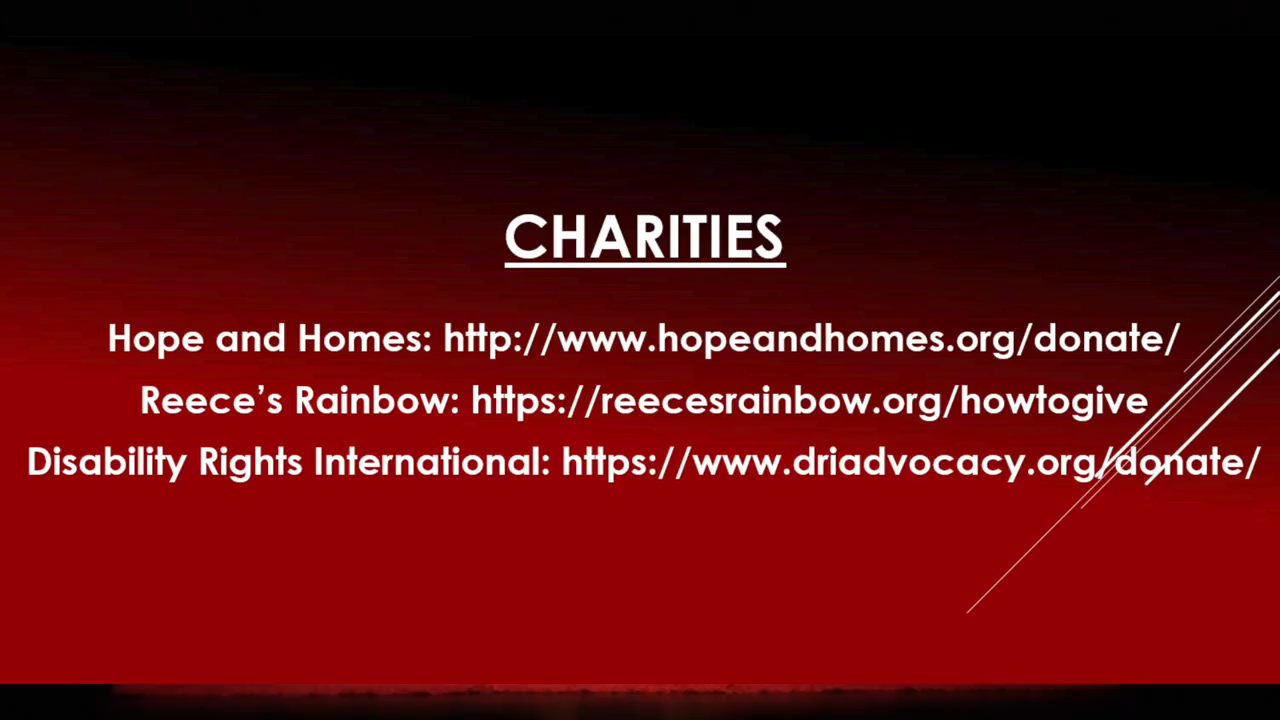 CHARITIES
Hope and Homes: http://www.hopeandhomes.org/donate/
Reece’s Rainbow: https://reecesrainbow.org/howtogive
Disability Rights International: https://www.driadvocacy.org/donate/